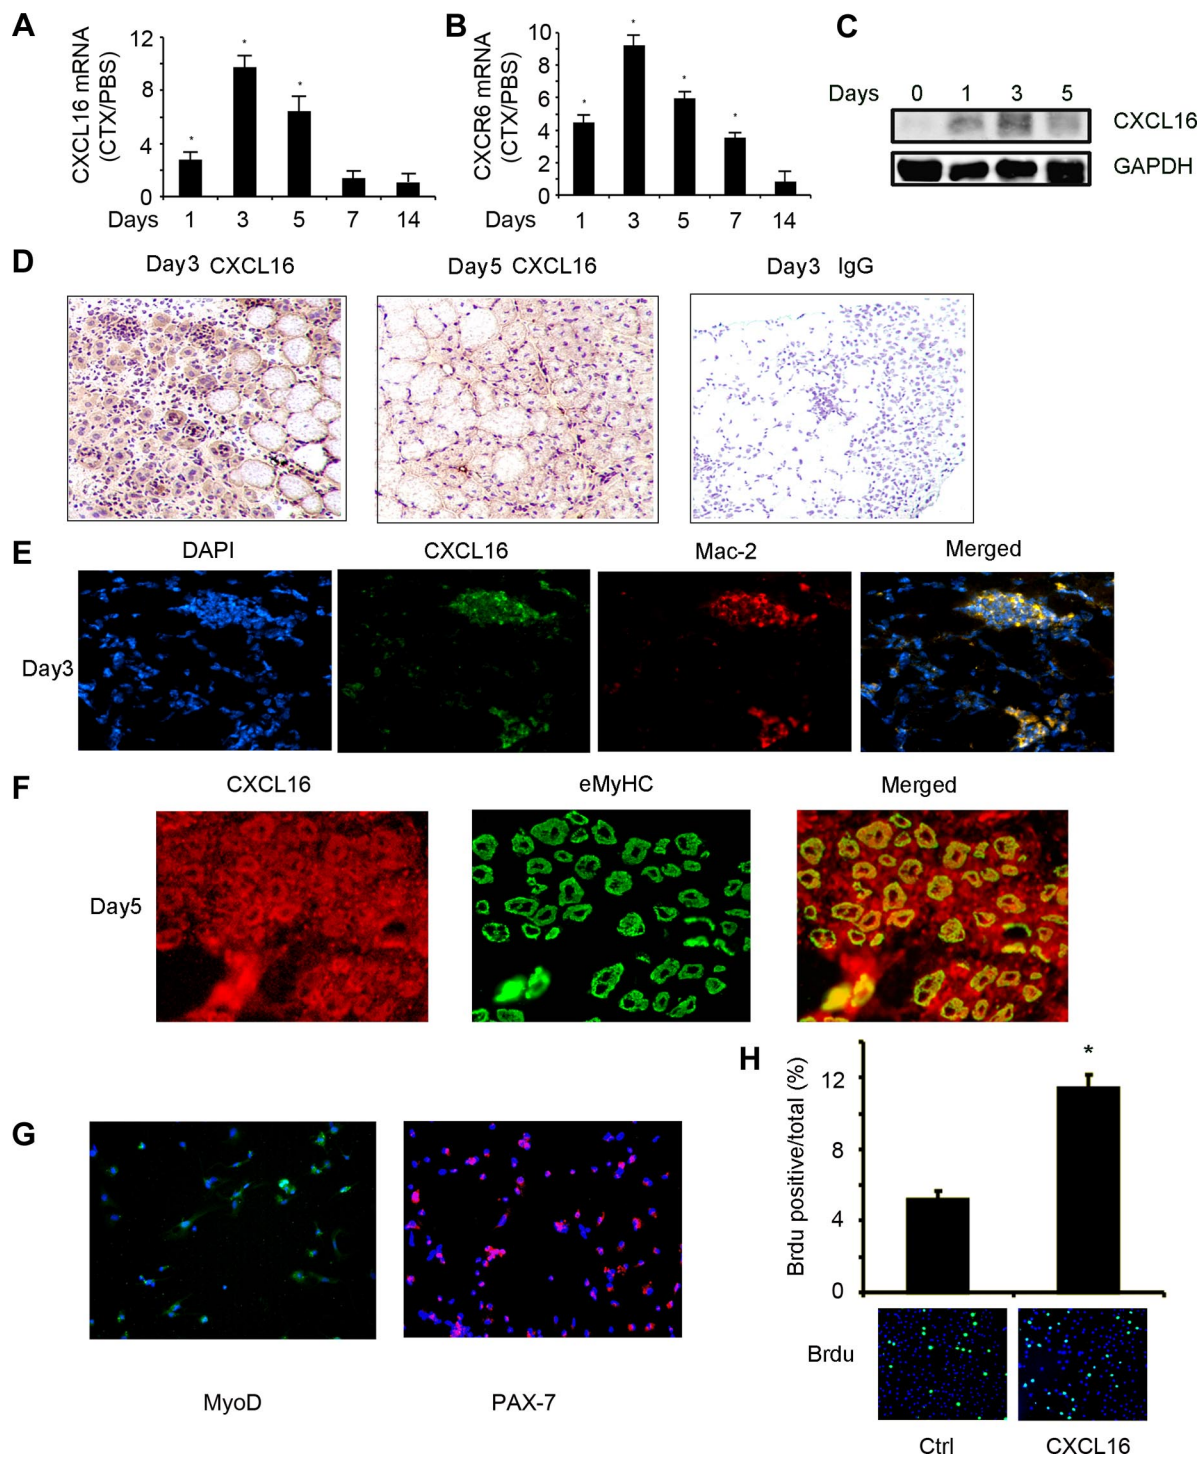 A
CXCL16 mRNA
(CTX/PBS)
12
8
4
0
*
*
*
Days 1 3 5 7 14
B
CXCR6 mRNA
(CTX/PBS)
10
8
6
4
2
0
*
*
*
*
Days 1 3 5 7 14
C
Days 0 1 3 5
CXCL16
GAPDH
D
Day3 CXCL16
Day5 CXCL16
Day3 IgG
E
DAPI
CXCL16
Mac-2
Merged
Day3
F
CXCL16
eMyHC
Merged
Day5
G
MyoD
PAX-7
H
Brdu positive/total (%)
12
8
4
0
*
Brdu
Ctrl
CXCL16